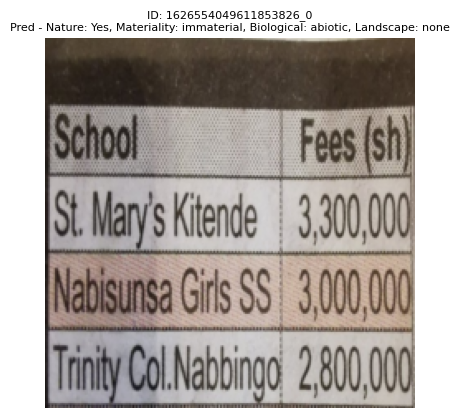 ID: 1626554049611853826_0
Pred - Nature: Yes, Materiality: immaterial, Biological: abiotic, Landscape: none
School Fees (sh)
St. Mary's Kitende 3,300,000
Nabisunsa Girls SS 3,000,000
Trinity Col.Nabbingo 2,800,000